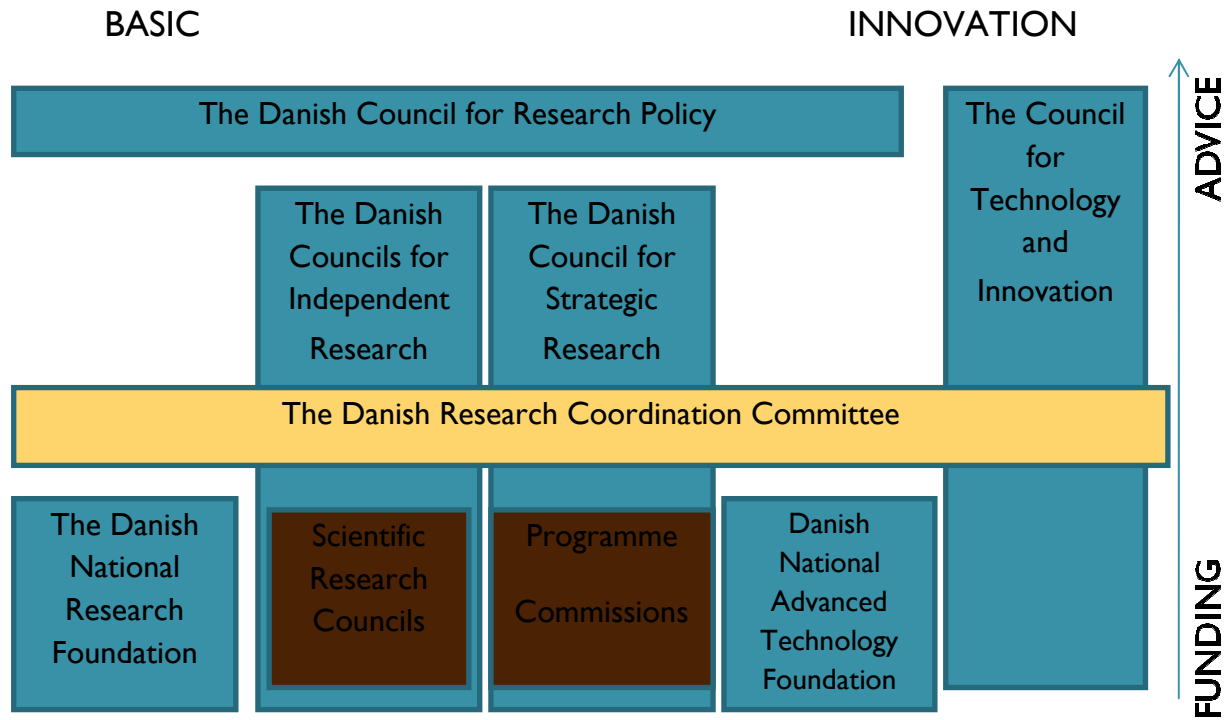 BASIC
INNOVATION
ADVICE
The Danish Council for Research Policy
The Council
for
Technology
and
Innovation
The Danish
Councils for
Independent
Research
The Danish
Council for
Strategic
Research
The Danish Research Coordination Committee
The Danish
National
Research
Foundation
Scientific
Research
Councils
Programme
Commissions
Danish
National
Advanced
Technology
Foundation
FUNDING